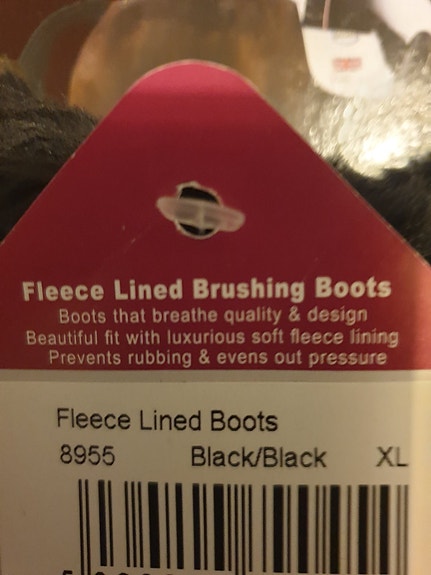 Fleece Lined Brushing Boots
Boots that breathe quality & design
Beautiful fit with luxurious soft fleece lining
Prevents rubbing & evens out pressure
Fleece Lined Boots
8955 Black/Black XL